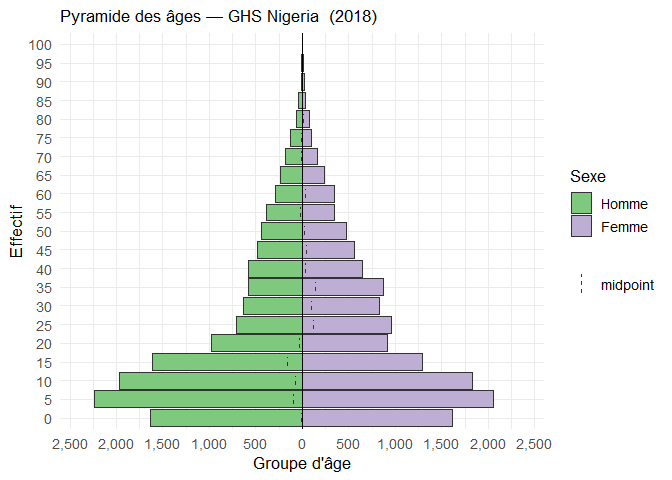 Pyramide des âges — GHS Nigeria  (2018)
100
95
90
85
80
75
70
65
60
55
50
45
40
35
30
25
20
15
10
5
0
Effectif
2,500 2,000 1,500 1,000 500 0 500 1,000 1,500 2,000 2,500
Groupe d'âge
Sexe
Homme
Femme
midpoint